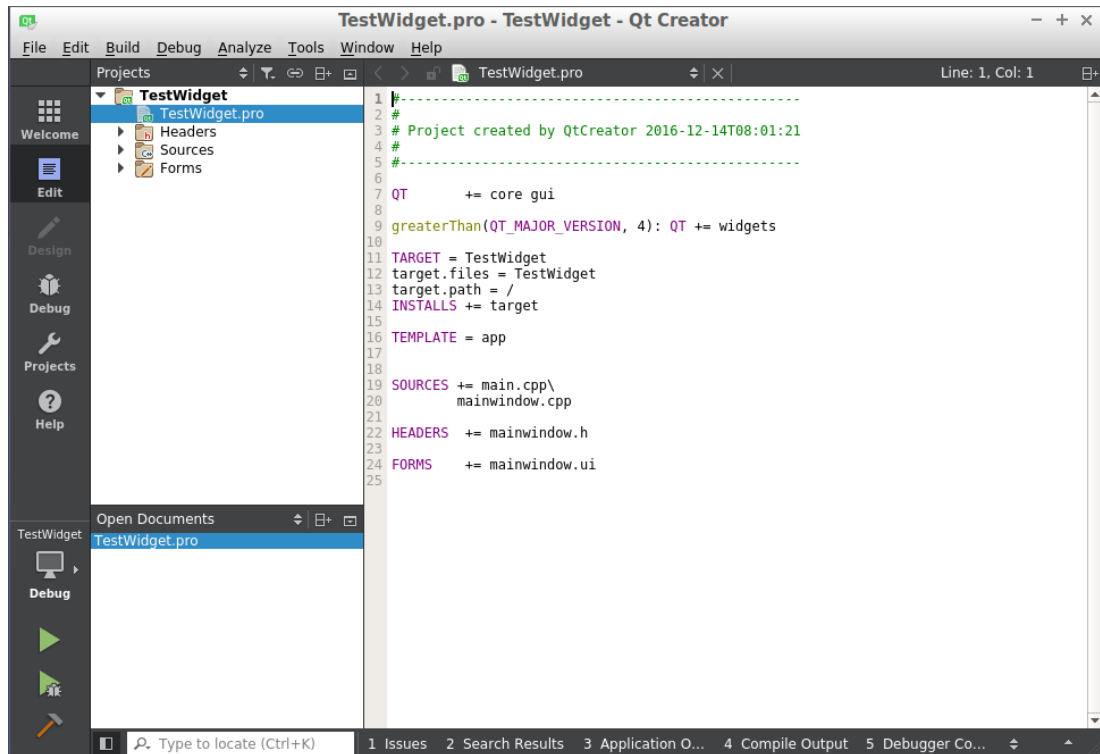 TestWidget.pro - TestWidget - Qt Creator
File Edit Build Debug Analyze Tools Window Help
Projects
TestWidget.pro
Line: 1, Col: 1
Welcome
Edit
Design
Debug
Projects
Help
TestWidget
TestWidget.pro
Headers
Sources
Forms
1 #-------------------------------------------------
2 #
3 # Project created by QtCreator 2016-12-14T08:01:21
4 #
5 #-------------------------------------------------
6
7 QT       += core gui
8
9 greaterThan(QT_MAJOR_VERSION, 4): QT += widgets
10
11 TARGET = TestWidget
12 target.files = TestWidget
13 target.path = /
14 INSTALLS += target
15
16 TEMPLATE = app
17
18
19 SOURCES += main.cpp\
20         mainwindow.cpp
21
22 HEADERS  += mainwindow.h
23
24 FORMS    += mainwindow.ui
25
Open Documents
TestWidget.pro
TestWidget
Debug
Type to locate (Ctrl+K)
1 Issues 2 Search Results 3 Application O... 4 Compile Output 5 Debugger Co...